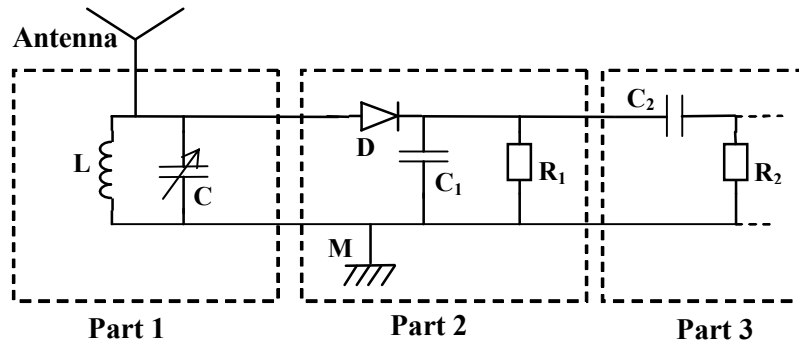 Antenna
C₂
D
L
C
C₁
R₁
R₂
M
Part 1
Part 2
Part 3